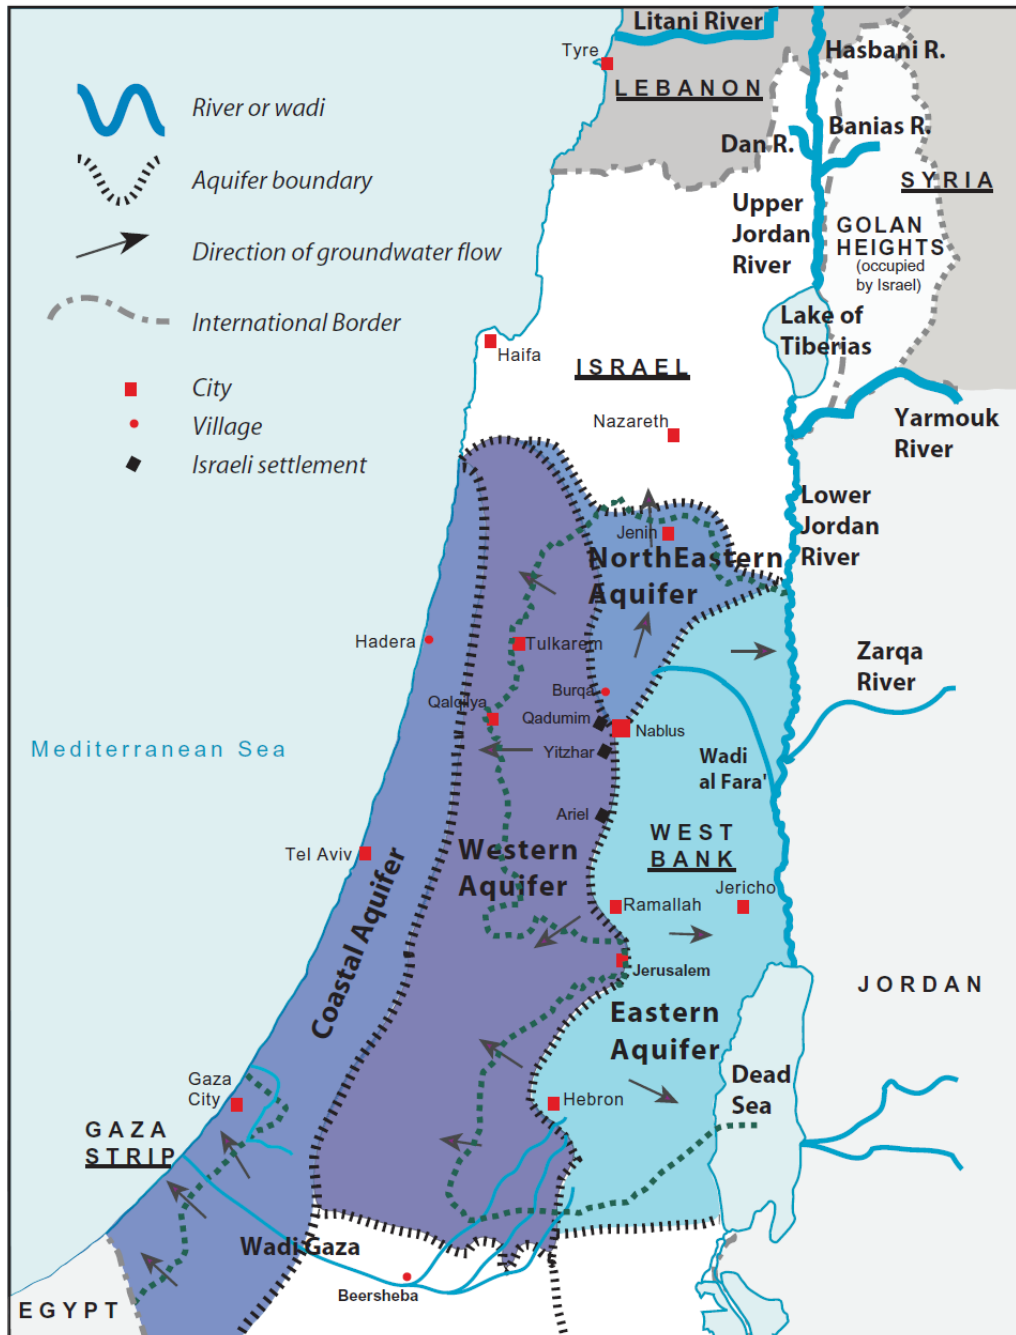 Litani River
Hasbani R.
Tyre
LEBANON
Banias R.
Dan R.
SYRIA
Upper
Jordan
River
GOLAN
HEIGHTS
(occupied
by Israel)
River or wadi
Aquifer boundary
Direction of groundwater flow
International Border
City
Village
Israeli settlement
Lake of
Tiberias
Haifa
ISRAEL
Nazareth
Yarmouk
River
Lower
Jordan
River
Jenin
NorthEastern
Aquifer
Hadera
Tulkarem
Zarqa
River
Burqa
Qalqilya
Qadumim
Nablus
Yitzhar
Mediterranean Sea
Wadi
al Fara'
Ariel
WEST
BANK
Tel Aviv
Western
Aquifer
Coastal Aquifer
Jericho
Ramallah
Jerusalem
JORDAN
Eastern
Aquifer
Dead
Sea
Gaza
City
Hebron
GAZA
STRIP
Wadi Gaza
Beersheba
EGYPT